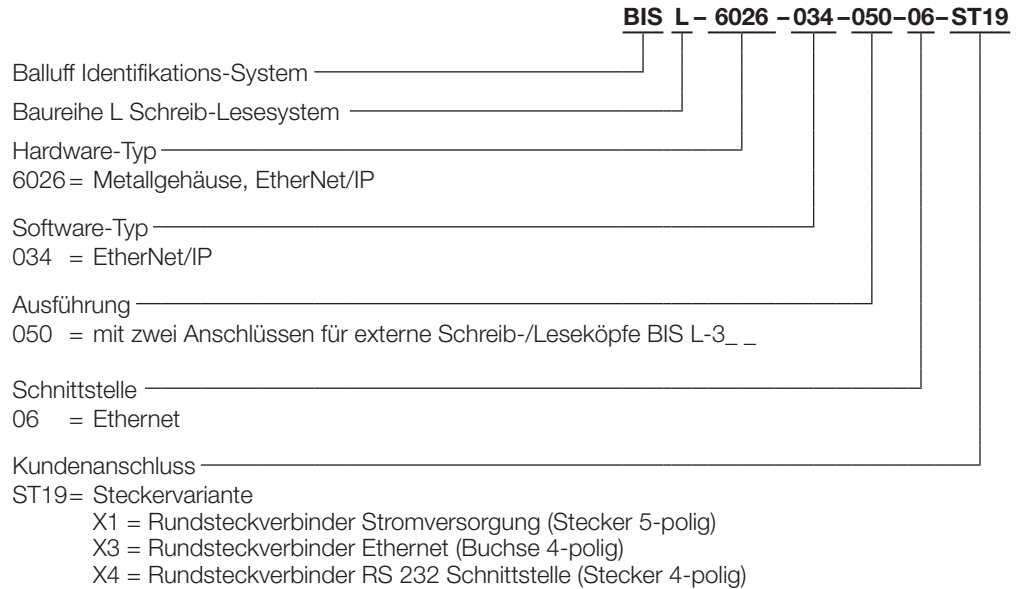 BIS L – 6026 – 034 – 050 – 06 – ST19
Balluff Identifikations-System
Baureihe L Schreib-Lesesystem
Hardware-Typ
6026 = Metallgehäuse, EtherNet/IP
Software-Typ
034 = EtherNet/IP
Ausführung
050 = mit zwei Anschlüssen für externe Schreib-/Leseköpfe BIS L-3_ _
Schnittstelle
06 = Ethernet
Kundenanschluss
ST19= Steckervariante
X1 = Rundsteckverbinder Stromversorgung (Stecker 5-polig)
X3 = Rundsteckverbinder Ethernet (Buchse 4-polig)
X4 = Rundsteckverbinder RS 232 Schnittstelle (Stecker 4-polig)